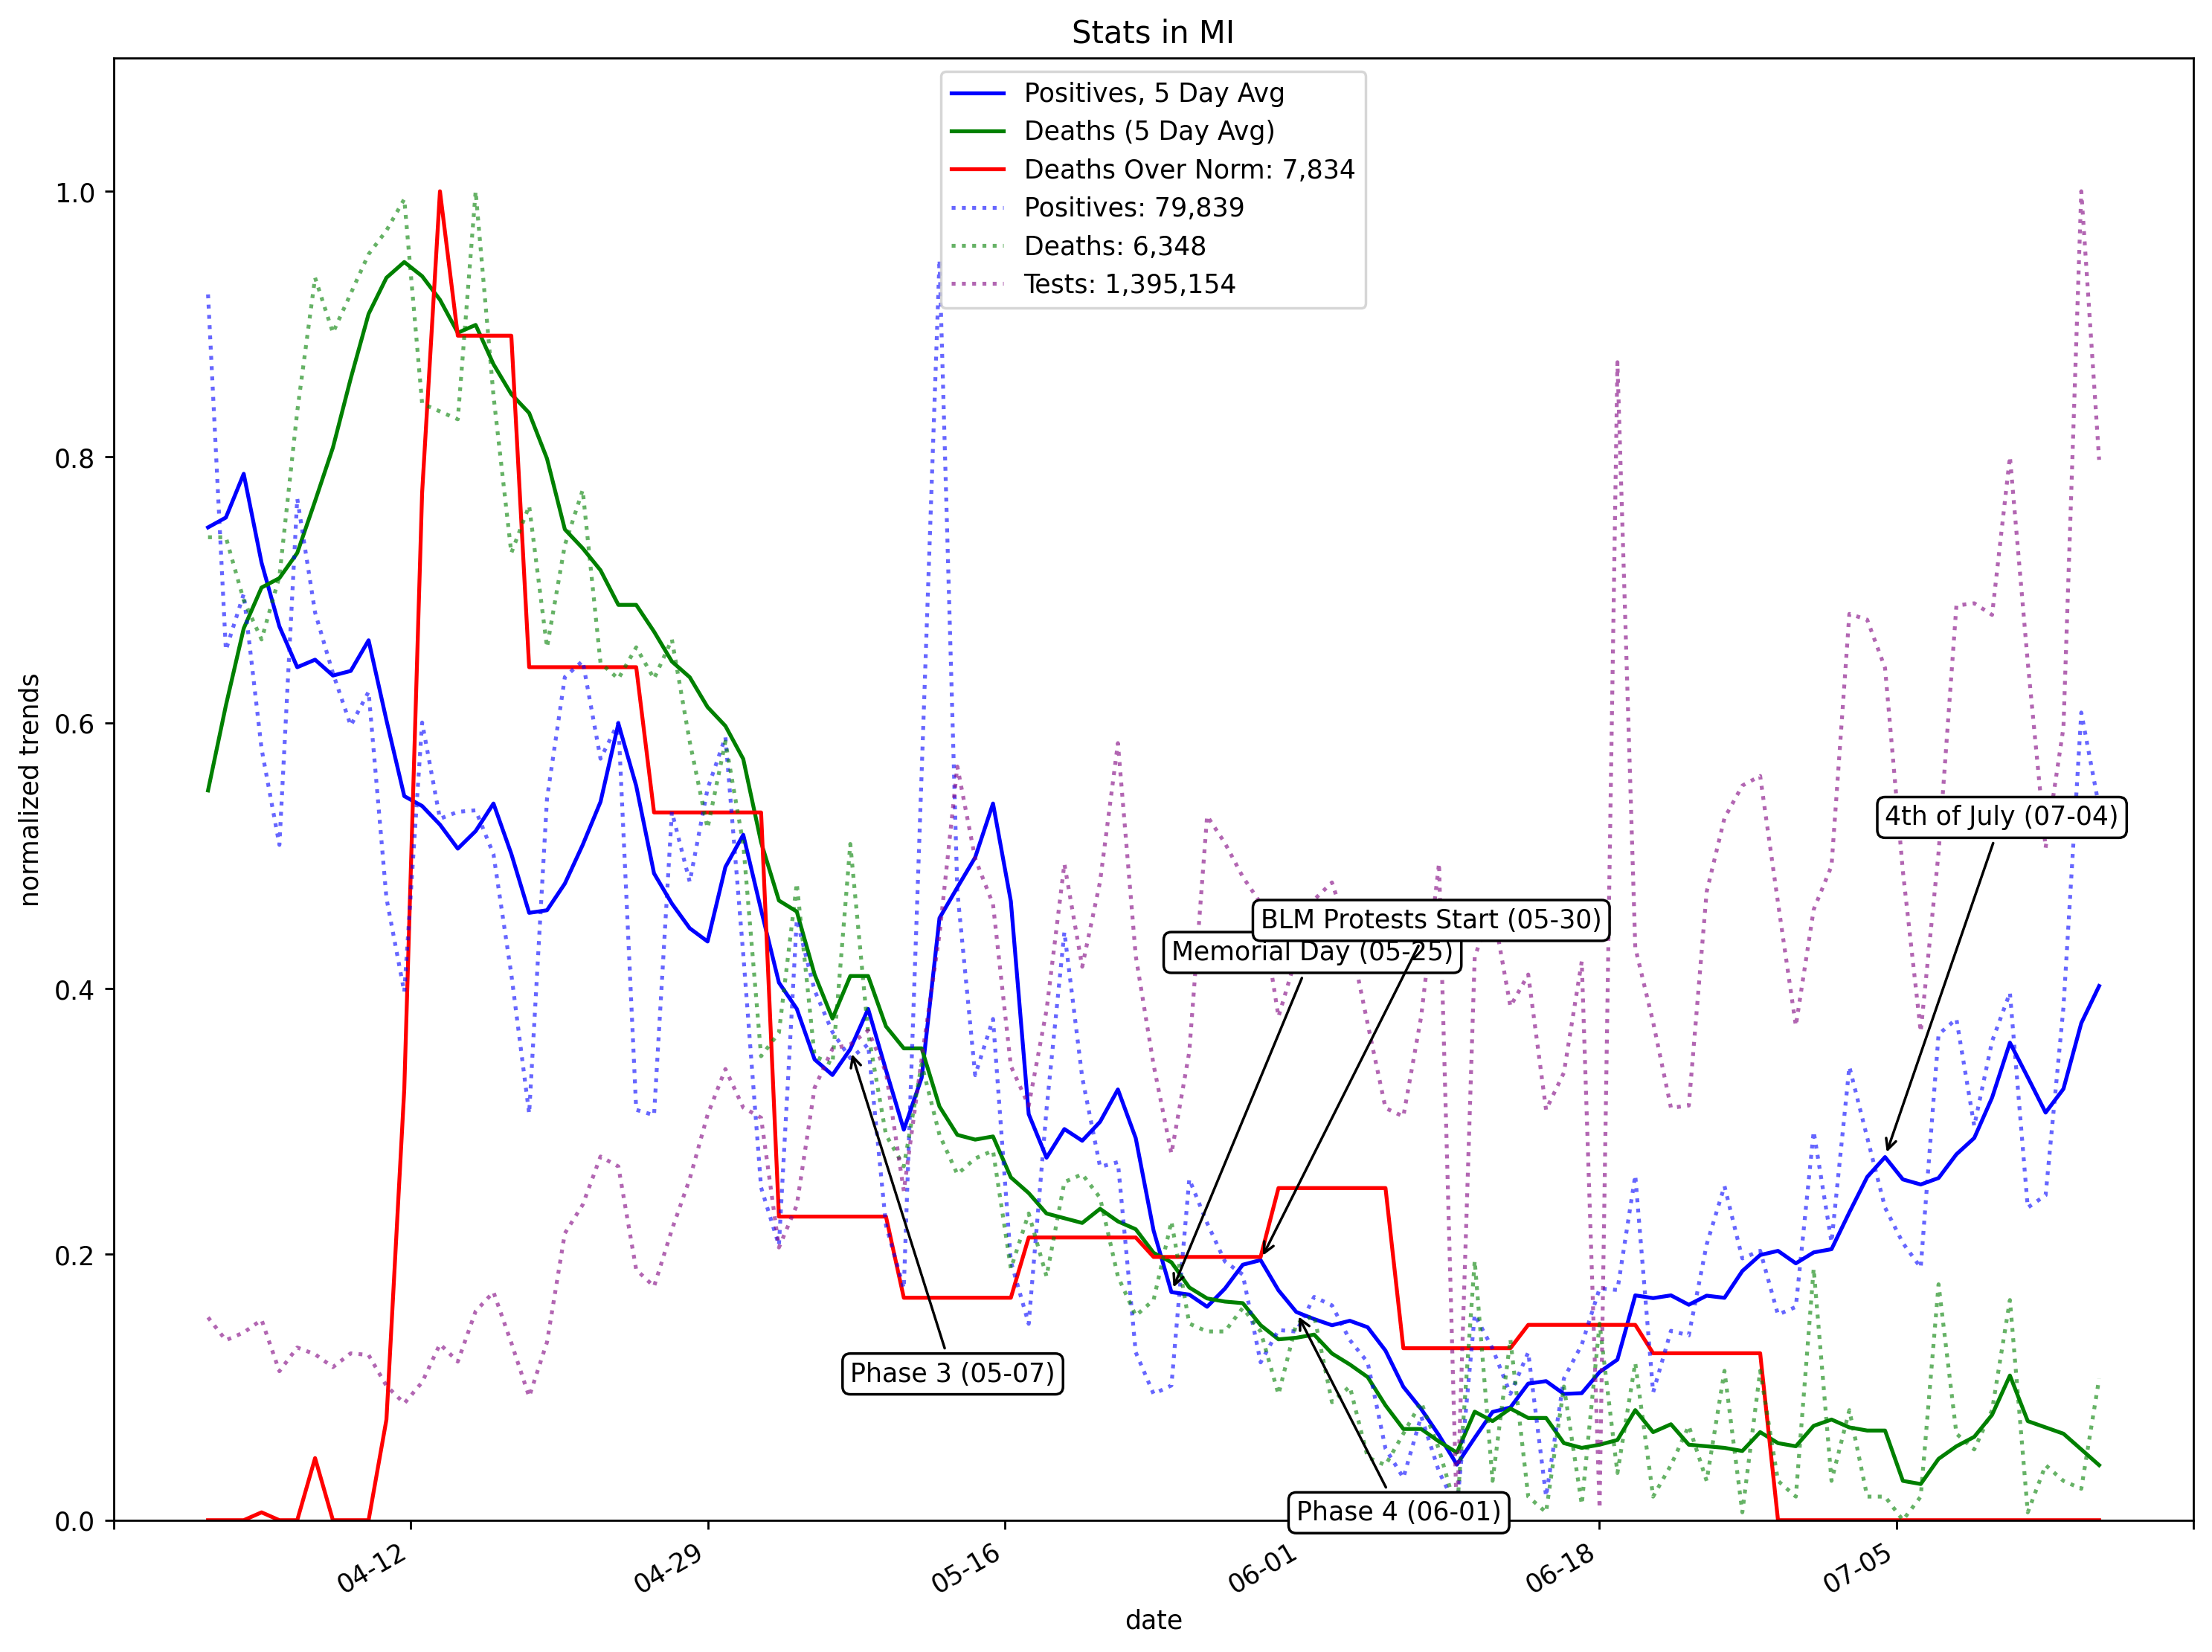 Stats in MI
Positives, 5 Day Avg
Deaths (5 Day Avg)
Deaths Over Norm: 7,834
Positives: 79,839
Deaths: 6,348
Tests: 1,395,154
1.0
0.8
0.6
0.4
0.2
0.0
normalized trends
4th of July (07-04)
BLM Protests Start (05-30)
Memorial Day (05-25)
Phase 3 (05-07)
Phase 4 (06-01)
04-12
04-29
05-16
06-01
06-18
07-05
date